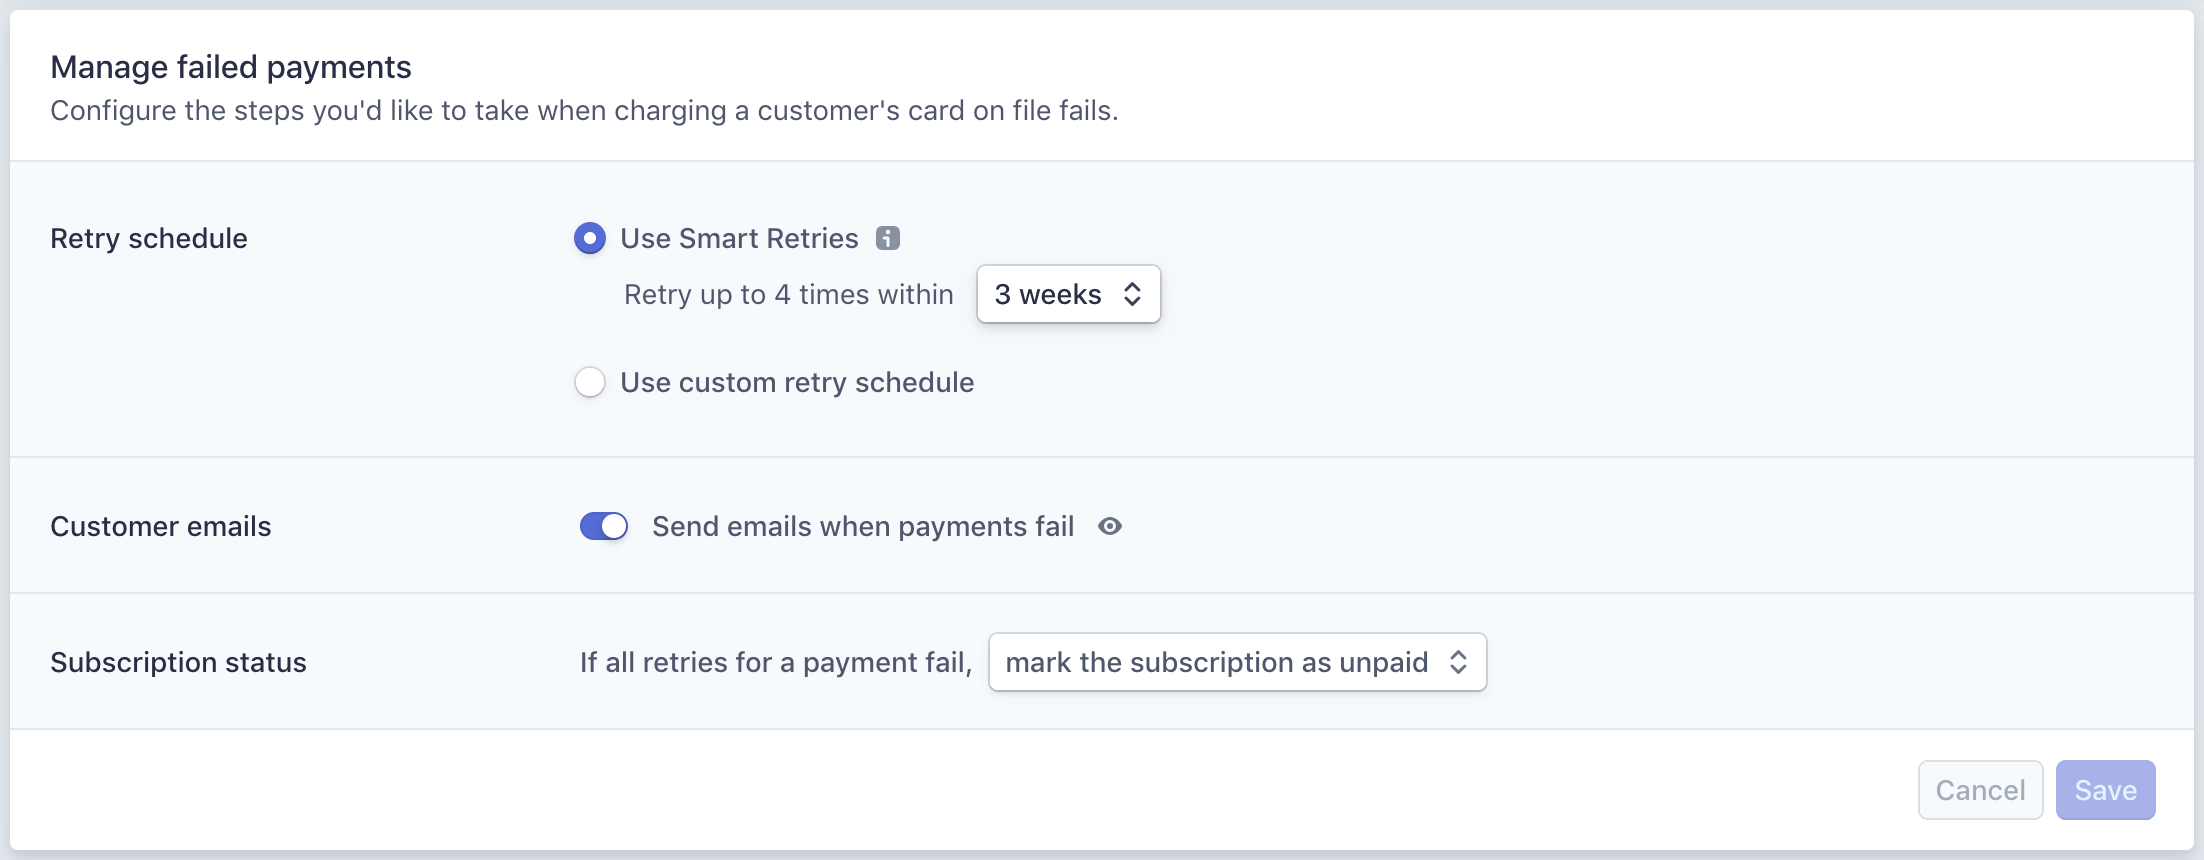 Manage failed payments
Configure the steps you'd like to take when charging a customer's card on file fails.
Retry schedule
Use Smart Retries
Retry up to 4 times within 3 weeks
Use custom retry schedule
Customer emails
Send emails when payments fail
Subscription status
If all retries for a payment fail, mark the subscription as unpaid
Cancel Save